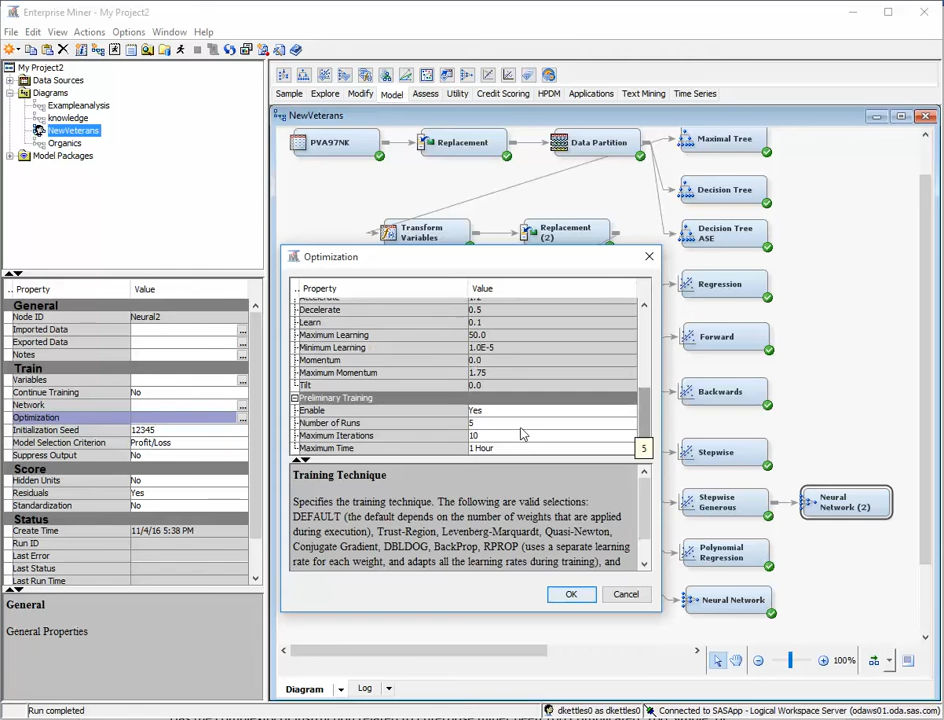 Enterprise Miner - My Project2
File Edit View Actions Options Window Help
My Project2
Data Sources
Diagrams
Exampleanalysis
knowledge
NewVeterans
Organics
Model Packages
Sample Explore Modify Model Assess Utility Credit Scoring HPDM Applications Text Mining Time Series
NewVeterans
PVA97NK
Replacement
Data Partition
Maximal Tree
Decision Tree
Decision Tree
ASE
Transform
Variables
Replacement
(2)
Regression
Forward
Backwards
Stepwise
Stepwise
Generous
Neural
Network (2)
Polynomial
Regression
Neural Network
.. Property Value
General
Node ID Neural2
Imported Data ...
Exported Data ...
Notes ...
Train
Variables ...
Continue Training No
Network ...
Optimization ...
Initialization Seed 12345
Model Selection Criterion Profit/Loss
Suppress Output No
Score
Hidden Units No
Residuals Yes
Standardization No
Status
Create Time 11/4/16 5:38 PM
Run ID
Last Error
Last Status
Last Run Time
General
General Properties
Optimization
.. Property Value
Accelerate 1.2
Decelerate 0.5
Learn 0.1
Maximum Learning 50.0
Minimum Learning 1.0E-5
Momentum 0.0
Maximum Momentum 1.75
Tilt 0.0
Preliminary Training
Enable Yes
Number of Runs 5
Maximum Iterations 10
Maximum Time 1 Hour
5
Training Technique
Specifies the training technique. The following are valid selections:
DEFAULT (the default depends on the number of weights that are applied
during execution), Trust-Region, Levenberg-Marquardt, Quasi-Newton,
Conjugate Gradient, DBLDOG, BackProp, RPROP (uses a separate learning
rate for each weight, and adapts all the learning rates during training), and
OK Cancel
100%
Diagram Log
Run completed
dkettles0 as dkettles0
Connected to SASApp - Logical Workspace Server (odaws01.oda.sas.com)